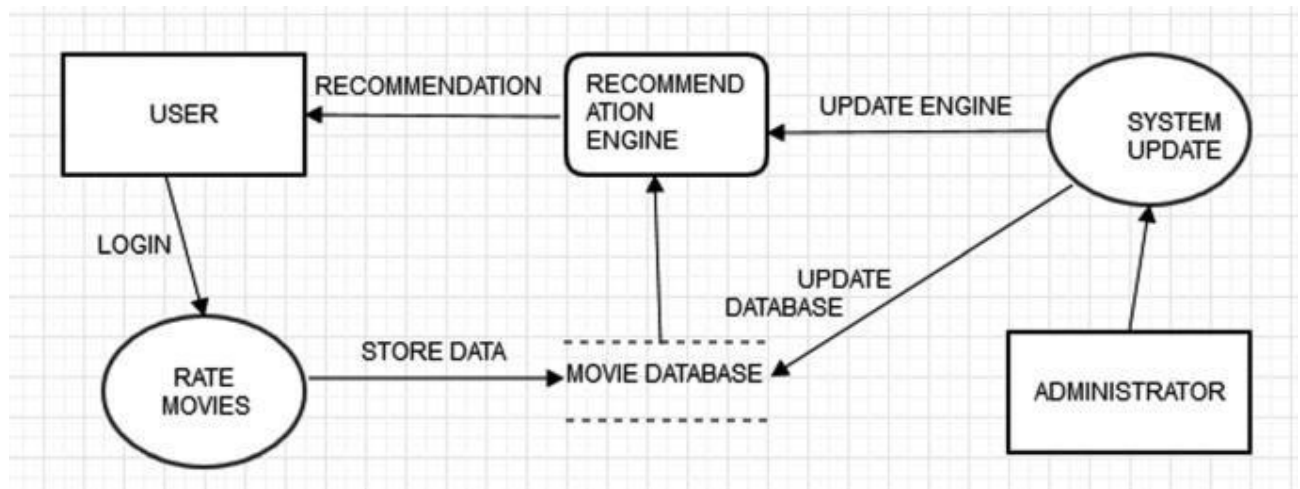 USER
RECOMMENDATION
RECOMMEND
ATION
ENGINE
UPDATE ENGINE
SYSTEM
UPDATE
LOGIN
UPDATE
DATABASE
RATE
MOVIES
STORE DATA
MOVIE DATABASE
ADMINISTRATOR